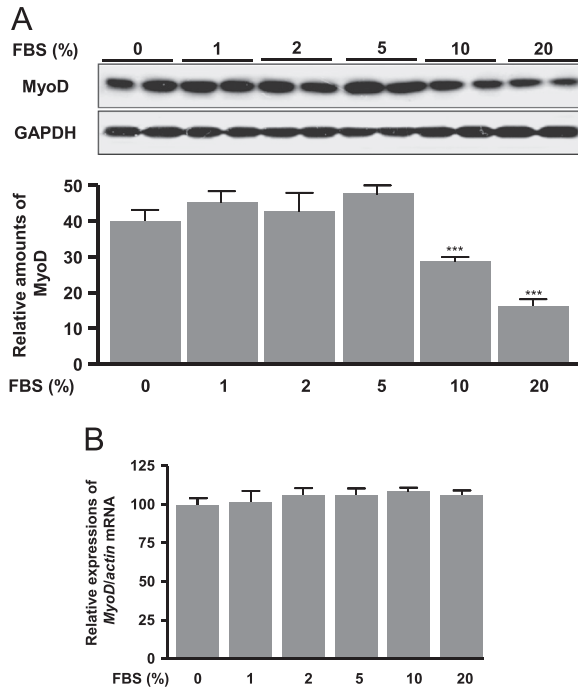 A
FBS (%) 0 1 2 5 10 20
MyoD
GAPDH
Relative amounts of
MyoD
50
40
30
20
10
0
***
***
FBS (%) 0 1 2 5 10 20
B
Relative expressions of
MyoD/actin mRNA
125
100
75
50
25
0
FBS (%) 0 1 2 5 10 20